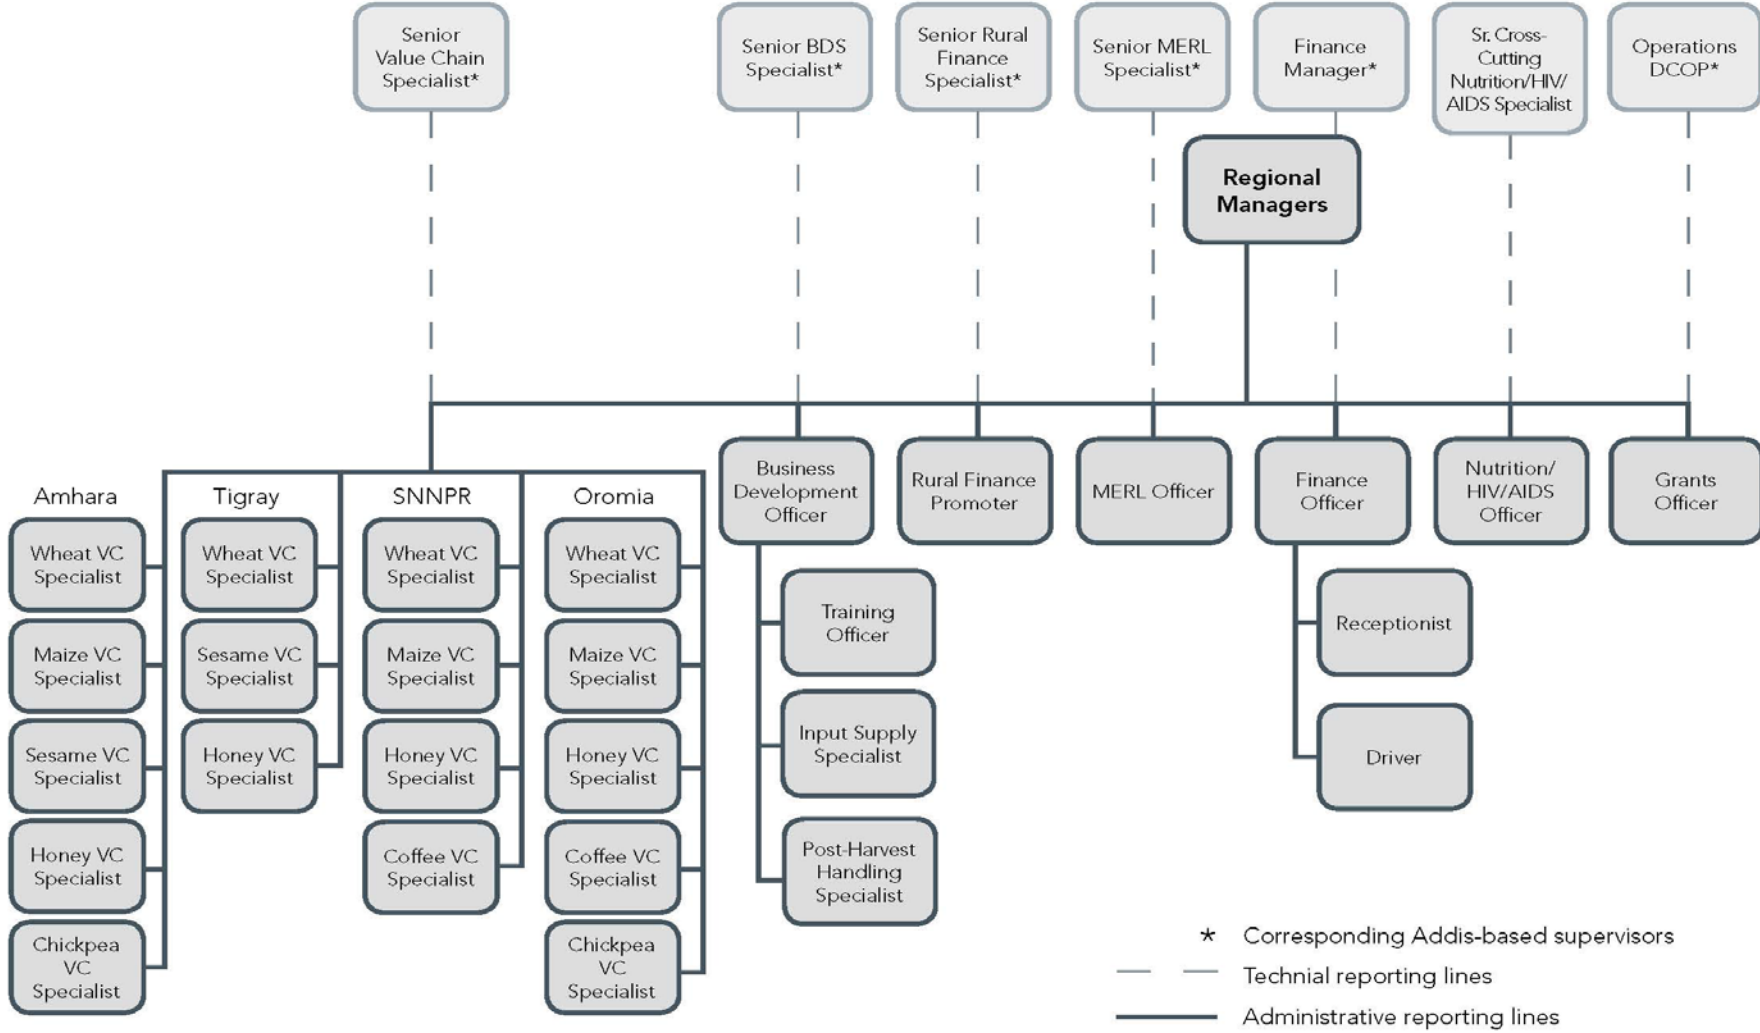 Senior
Value Chain
Specialist*
Senior BDS
Specialist*
Senior Rural
Finance
Specialist*
Senior MERL
Specialist*
Finance
Manager*
Sr. Cross-
Cutting
Nutrition/HIV/
AIDS Specialist
Operations
DCOP*
Regional
Managers
Amhara
Wheat VC
Specialist
Maize VC
Specialist
Sesame VC
Specialist
Honey VC
Specialist
Chickpea
VC
Specialist
Tigray
Wheat VC
Specialist
Sesame VC
Specialist
Honey VC
Specialist
SNNPR
Wheat VC
Specialist
Maize VC
Specialist
Honey VC
Specialist
Coffee VC
Specialist
Oromia
Wheat VC
Specialist
Maize VC
Specialist
Honey VC
Specialist
Coffee VC
Specialist
Chickpea
VC
Specialist
Business
Development
Officer
Training
Officer
Input Supply
Specialist
Post-Harvest
Handling
Specialist
Rural Finance
Promoter
MERL Officer
Finance
Officer
Receptionist
Driver
Nutrition/
HIV/AIDS
Officer
Grants
Officer
* Corresponding Addis-based supervisors
Technial reporting lines
Administrative reporting lines